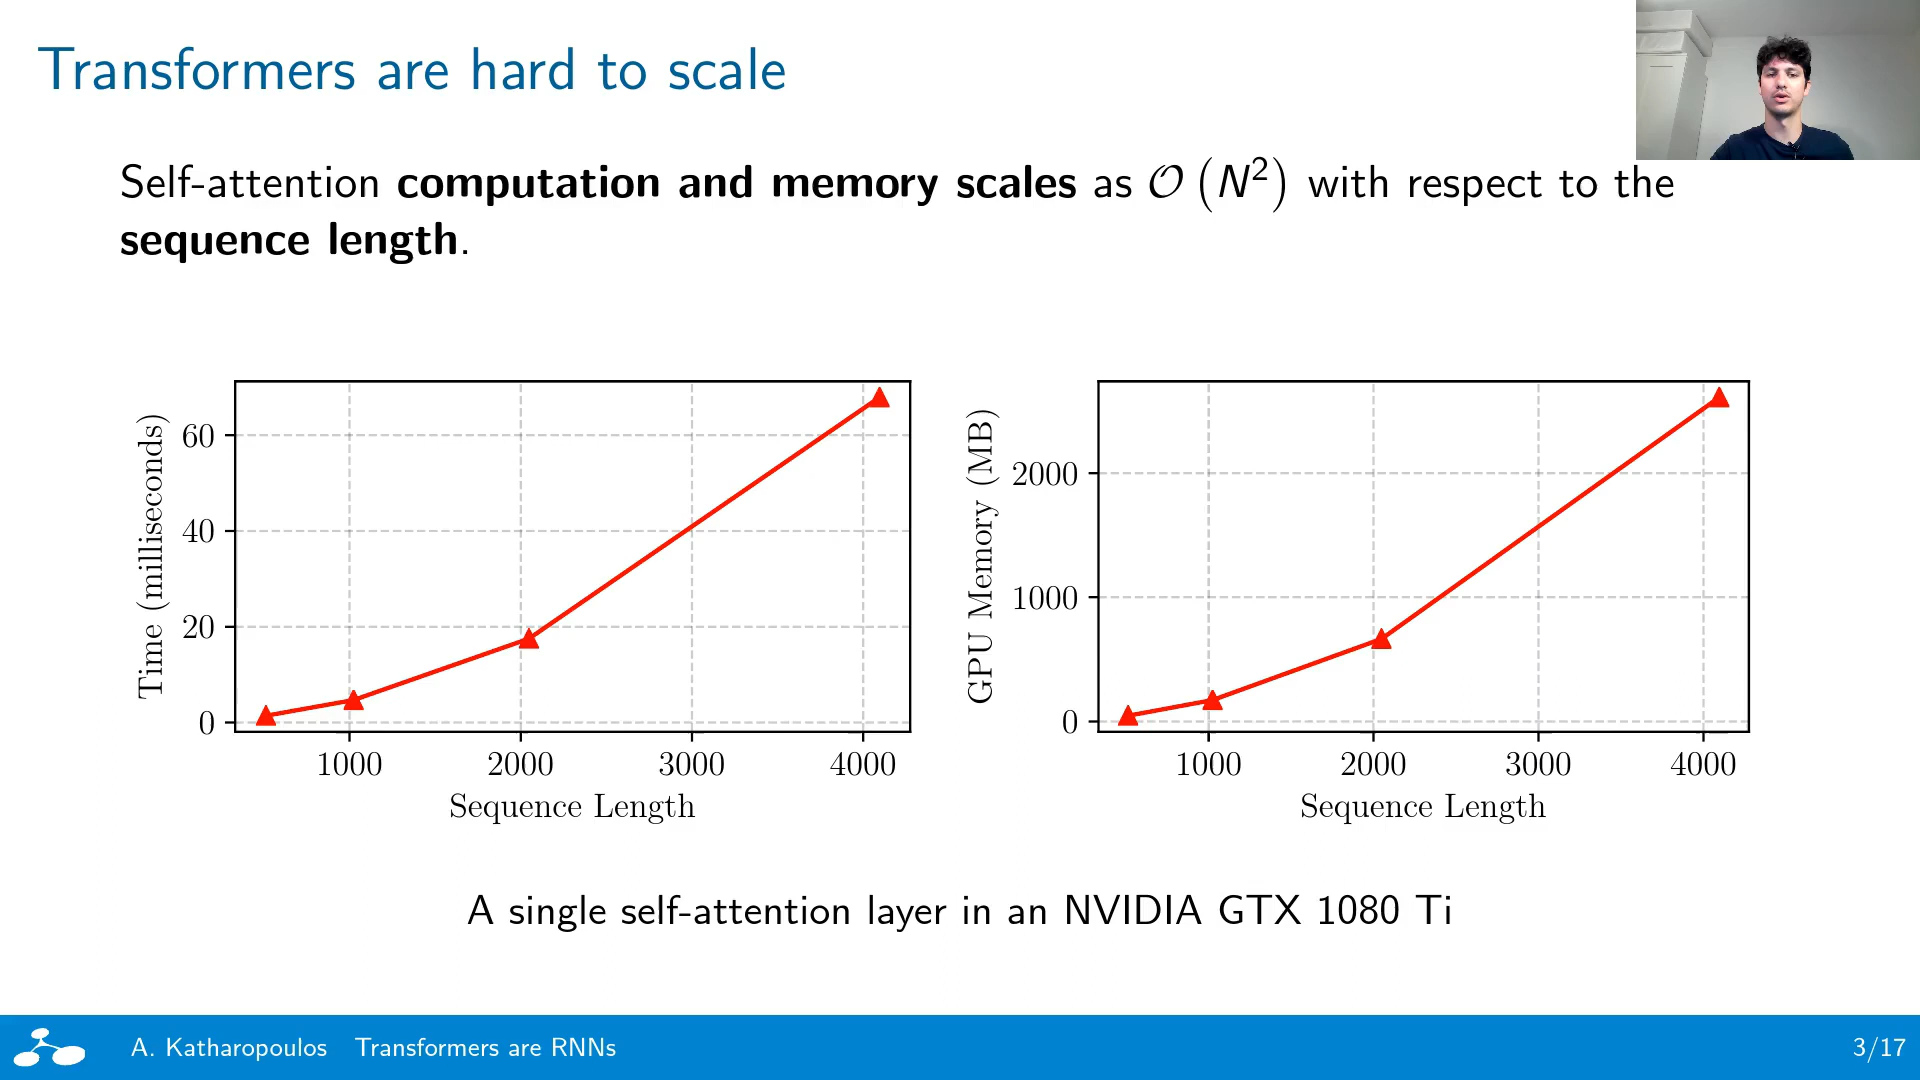 Transformers are hard to scale
Self-attention computation and memory scales as O(N²) with respect to the
sequence length.
Time (milliseconds)
60
40
20
0
1000 2000 3000 4000
Sequence Length
GPU Memory (MB)
2000
1000
0
1000 2000 3000 4000
Sequence Length
A single self-attention layer in an NVIDIA GTX 1080 Ti
A. Katharopoulos Transformers are RNNs 3/17